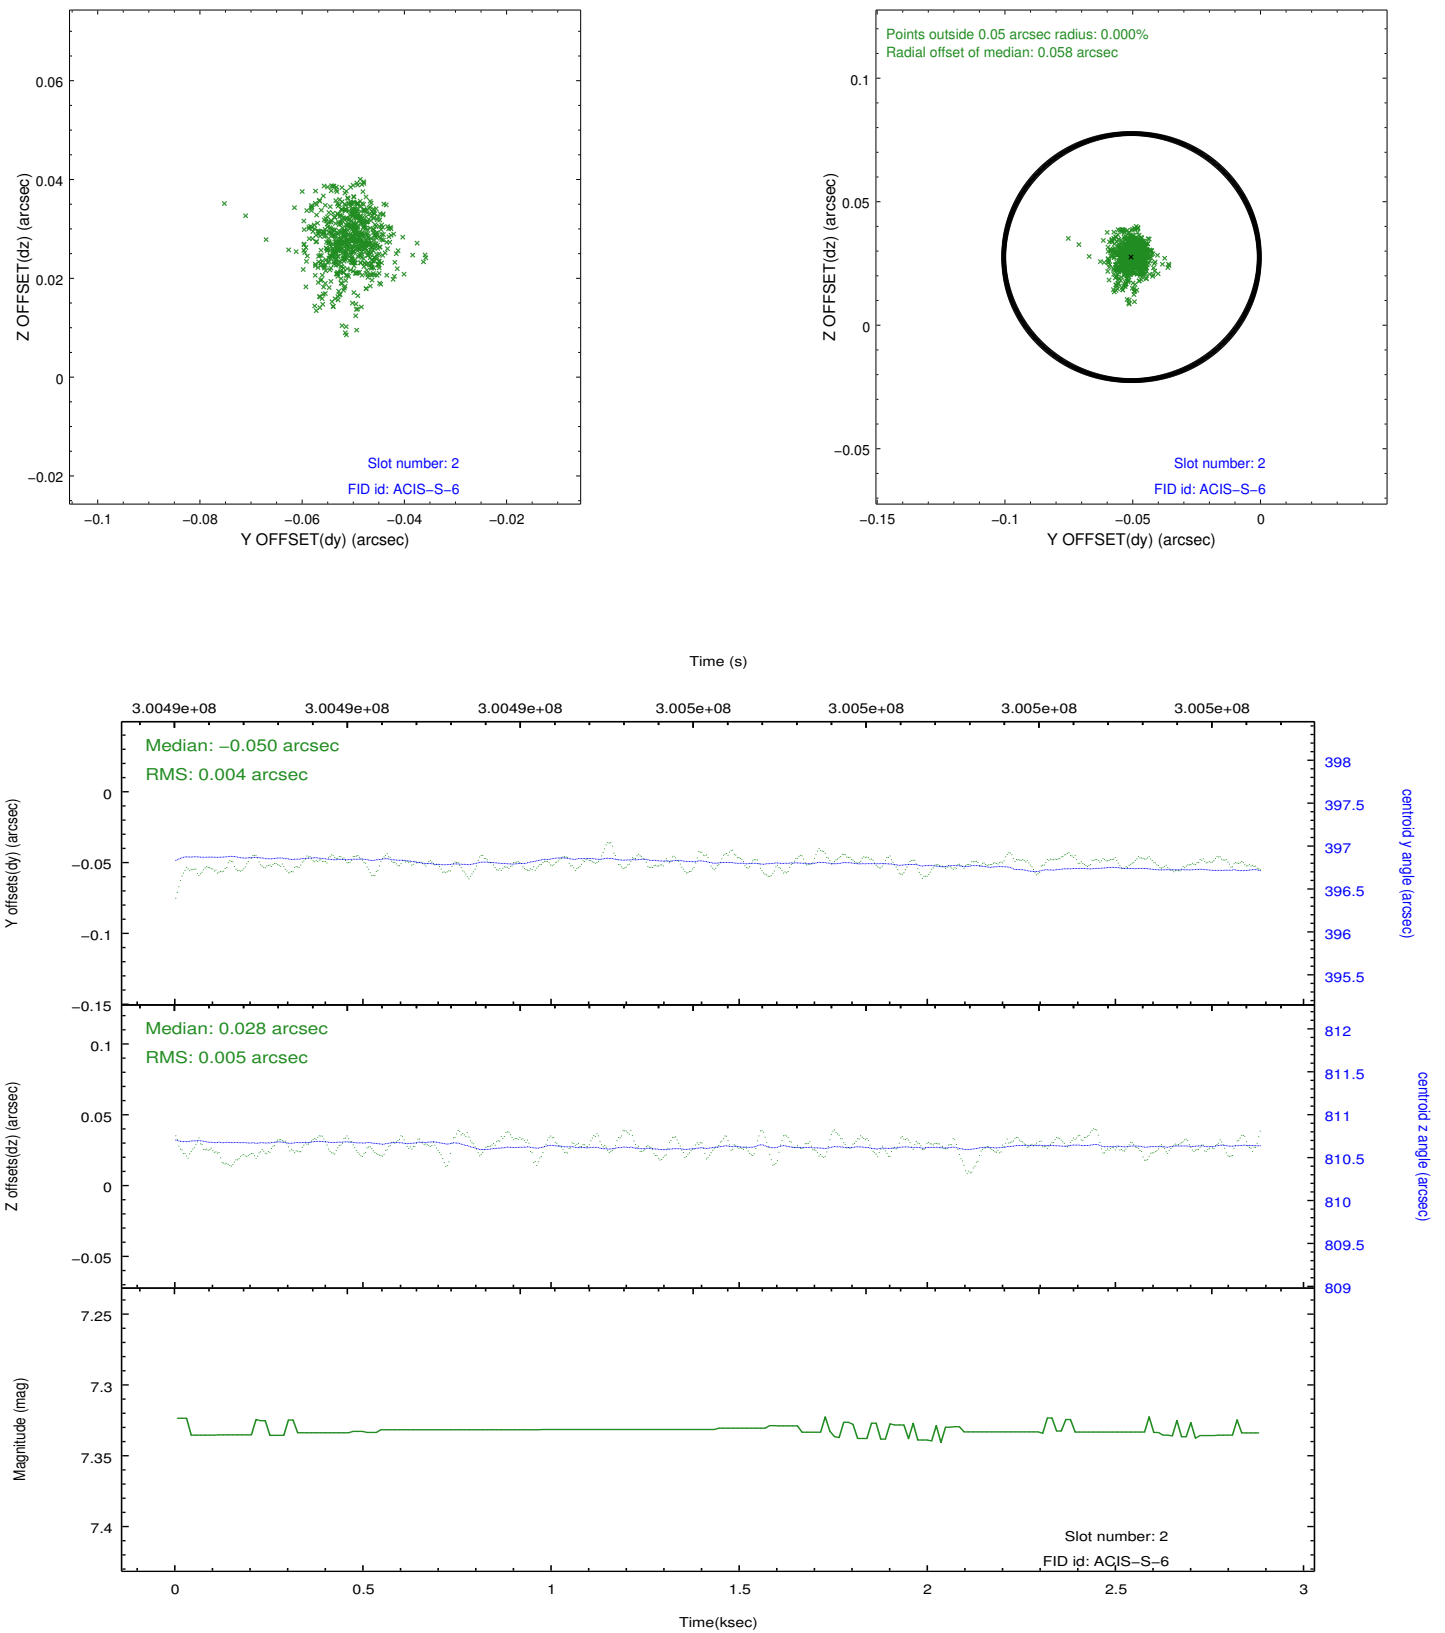 0.06
0.04
0.02
0
−0.02
−0.1
−0.08
−0.06
−0.04
−0.02
Z OFFSET(dz) (arcsec)
Y OFFSET(dy) (arcsec)
Slot number: 2
FID id: ACIS−S−6
Points outside 0.05 arcsec radius: 0.000%
Radial offset of median: 0.058 arcsec
0.1
0.05
0
−0.05
−0.15
−0.1
−0.05
0
Z OFFSET(dz) (arcsec)
Y OFFSET(dy) (arcsec)
Slot number: 2
FID id: ACIS−S−6
Time (s)
3.0049e+08
3.0049e+08
3.0049e+08
3.005e+08
3.005e+08
3.005e+08
3.005e+08
Median: −0.050 arcsec
RMS: 0.004 arcsec
0
−0.05
−0.1
−0.15
Y offsets(dy) (arcsec)
398
397.5
397
396.5
396
395.5
centroid y angle (arcsec)
Median: 0.028 arcsec
RMS: 0.005 arcsec
0.1
0.05
0
−0.05
Z offsets(dz) (arcsec)
812
811.5
811
810.5
810
809.5
809
centroid z angle (arcsec)
7.25
7.3
7.35
7.4
Magnitude (mag)
Slot number: 2
FID id: ACIS−S−6
0
0.5
1
1.5
2
2.5
3
Time(ksec)